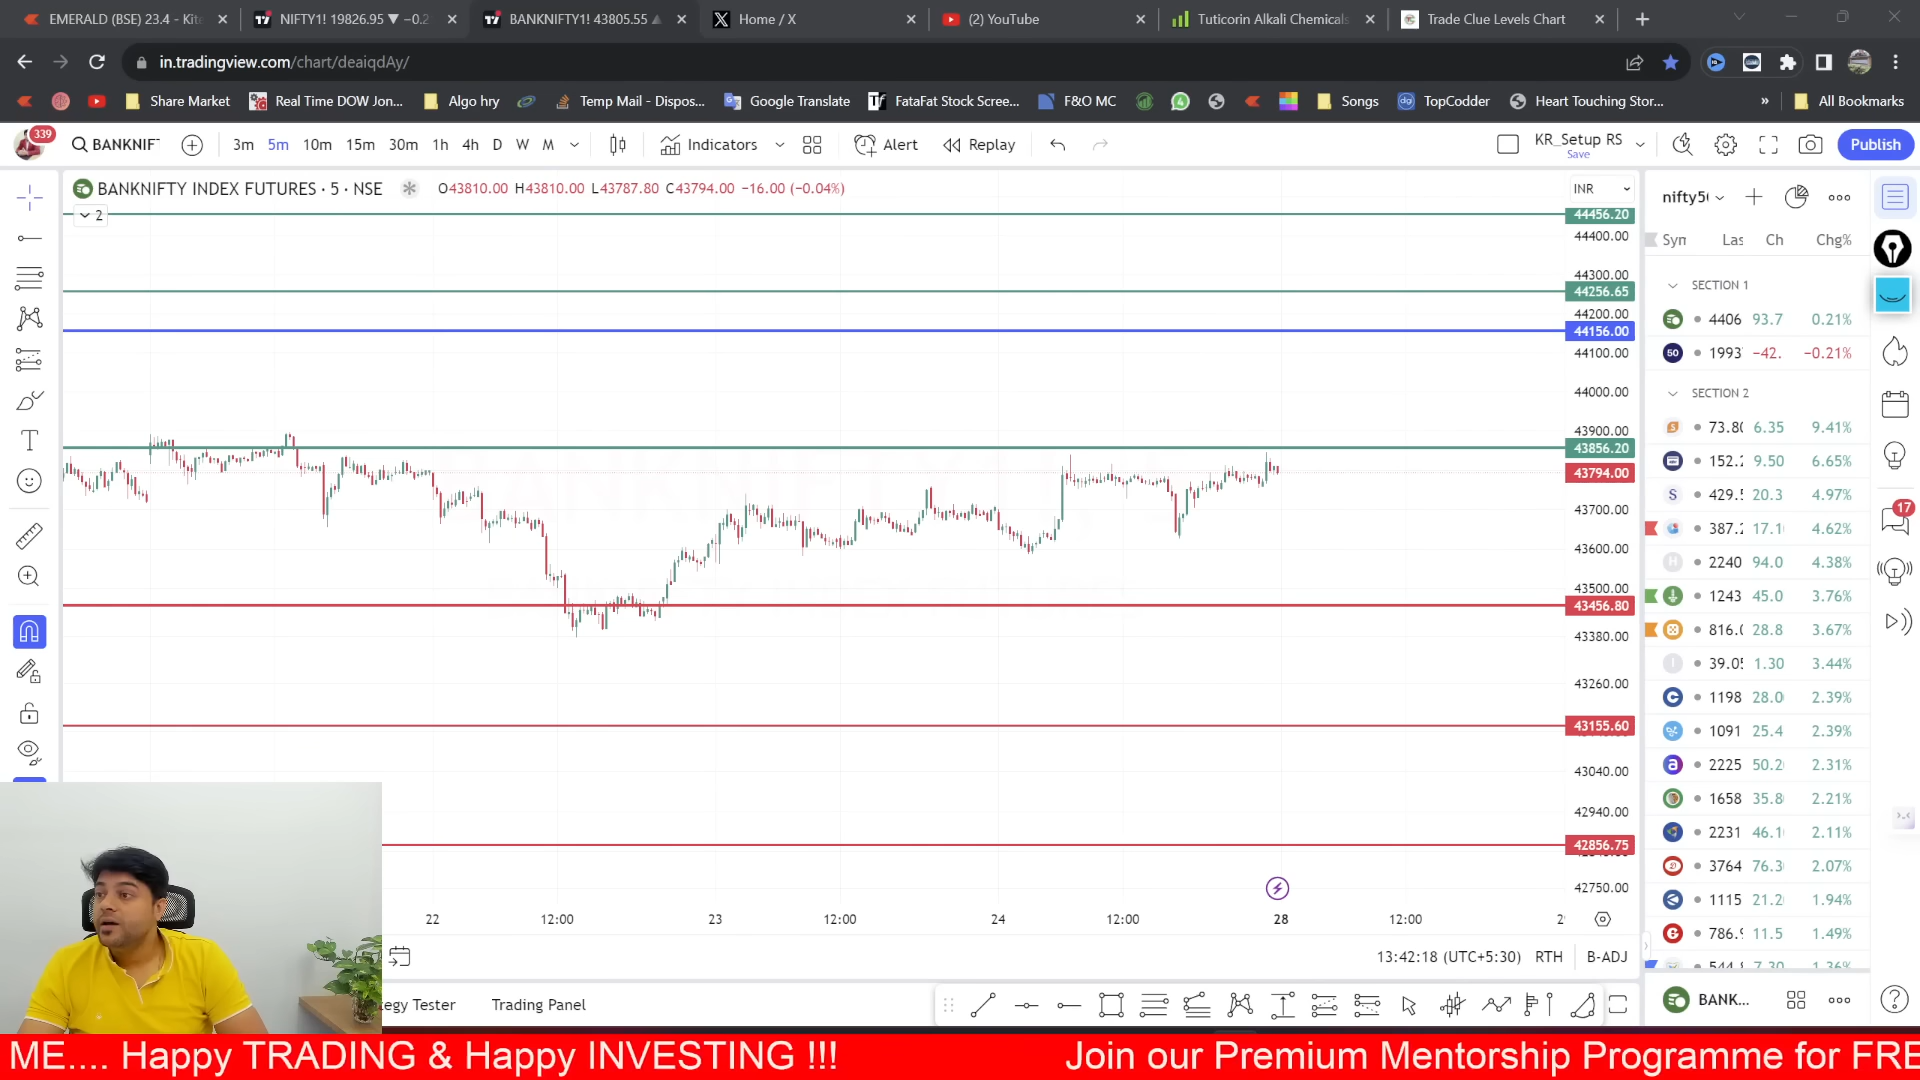 EMERALD (BSE) 23.4 - Kite
NIFTY1! 19826.95 ▼ −0.2
BANKNIFTY1! 43805.55 ▲
Home / X
(2) YouTube
Tuticorin Alkali Chemicals
Trade Clue Levels Chart
in.tradingview.com/chart/deaiqdAy/
Share Market
Real Time DOW Jon...
Algo hry
Temp Mail - Dispos...
Google Translate
FataFat Stock Scree...
F&O MC
Songs
TopCodder
Heart Touching Stor...
»
All Bookmarks
339
BANKNIF
3m 5m 10m 15m 30m 1h 4h D W M
Indicators
Alert
Replay
KR_Setup RS
Save
Publish
BANKNIFTY INDEX FUTURES · 5 · NSE
O43810.00 H43810.00 L43787.80 C43794.00 −16.00 (−0.04%)
2
INR
44456.20
44400.00
44300.00
44256.65
44200.00
44156.00
44100.00
44000.00
43900.00
43856.20
43794.00
43700.00
43600.00
43500.00
43456.80
43380.00
43260.00
43155.60
43040.00
42940.00
42856.75
42750.00
22 12:00 23 12:00 24 12:00 28 12:00
13:42:18 (UTC+5:30) RTH B-ADJ
tegy Tester
Trading Panel
nifty5
Las Ch Chg%
SECTION 1
4406 93.7 0.21%
50 1993 −42. −0.21%
SECTION 2
73.80 6.35 9.41%
152.2 9.50 6.65%
S 429.5 20.3 4.97%
387.2 17.1 4.62%
H 2240 94.0 4.38%
1243 45.0 3.76%
816.0 28.8 3.67%
I 39.05 1.30 3.44%
1198 28.0 2.39%
1091 25.4 2.39%
a 2225 50.2 2.31%
1658 35.8 2.21%
2231 46.1 2.11%
3764 76.3 2.07%
1115 21.2 1.94%
786.9 11.5 1.49%
544.8 7.30 1.36%
17
BANK...
ME.... Happy TRADING & Happy INVESTING !!!
Join our Premium Mentorship Programme for FRE